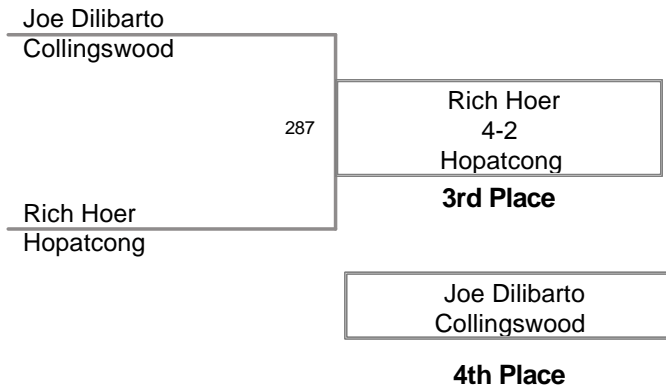 Joe Dilibarto
Collingswood
287
Rich Hoer
4-2
Hopatcong
3rd Place
Rich Hoer
Hopatcong
Joe Dilibarto
Collingswood
4th Place